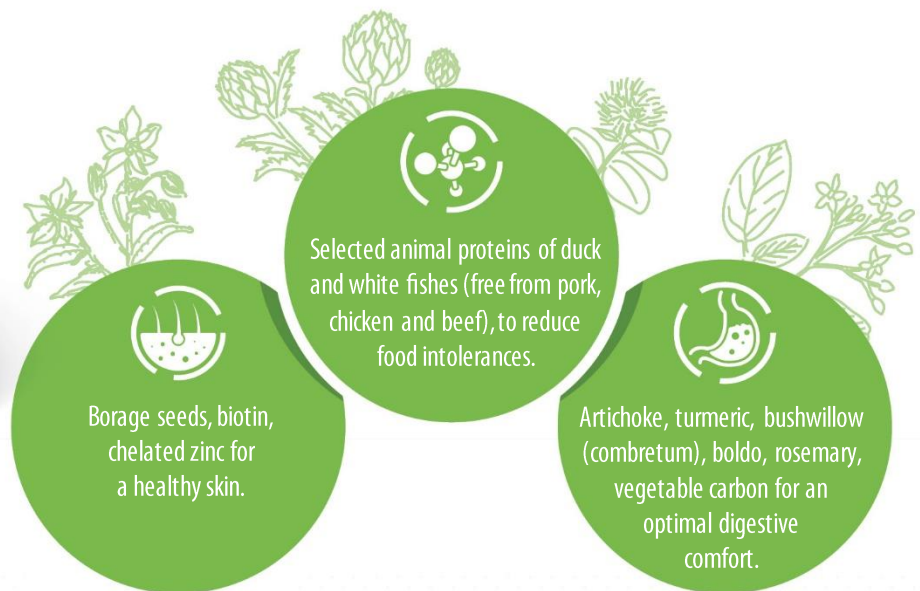 Selected animal proteins of duck
and white fishes (free from pork,
chicken and beef), to reduce
food intolerances.
Borage seeds, biotin,
chelated zinc for
a healthy skin.
Artichoke, turmeric, bushwillow
(combretum), boldo, rosemary,
vegetable carbon for an
optimal digestive
comfort.